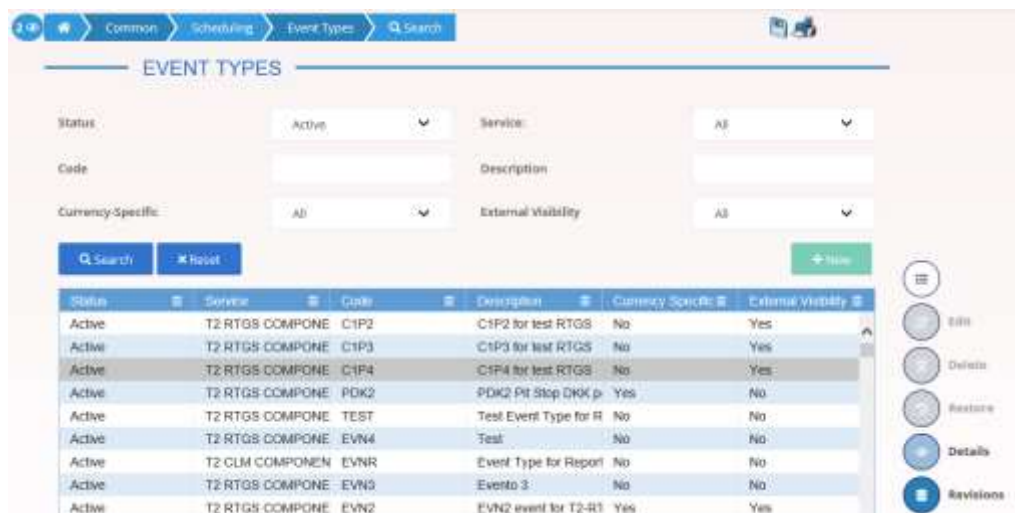 Common Scheduling Event Types Search
EVENT TYPES
Status Active Service: All
Code Description
Currency-Specific All External Visibility All
Search Reset New
Status Service Code Description Currency Specific External Visibility
Active T2 RTGS COMPONE C1P2 C1P2 for test RTGS No Yes
Active T2 RTGS COMPONE C1P3 C1P3 for test RTGS No Yes
Active T2 RTGS COMPONE C1P4 C1P4 for test RTGS No Yes
Active T2 RTGS COMPONE PDK2 PDK2 Pit Stop DKK p Yes No
Active T2 RTGS COMPONE TEST Test Event Type for R No No
Active T2 RTGS COMPONE EVN4 Test No No
Active T2 CLM COMPONEN EVNR Event Type for Report No No
Active T2 RTGS COMPONE EVN3 Evento 3 No No
Active T2 RTGS COMPONE EVN2 EVN2 event for T2-RT Yes Yes
Edit
Delete
Restore
Details
Revisions